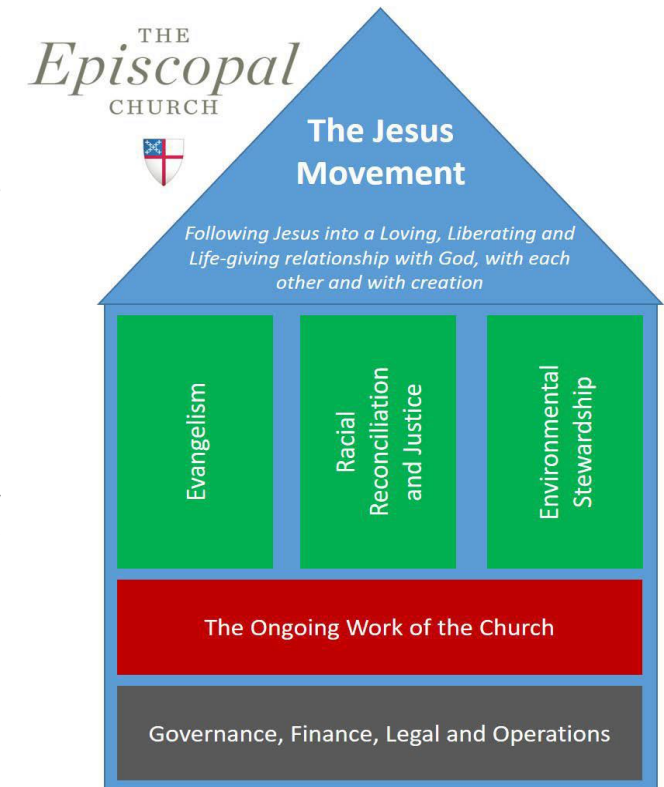 THE
Episcopal
CHURCH
The Jesus
Movement
Following Jesus into a Loving, Liberating and
Life-giving relationship with God, with each
other and with creation
Evangelism
Racial
Reconciliation
and Justice
Environmental
Stewardship
The Ongoing Work of the Church
Governance, Finance, Legal and Operations